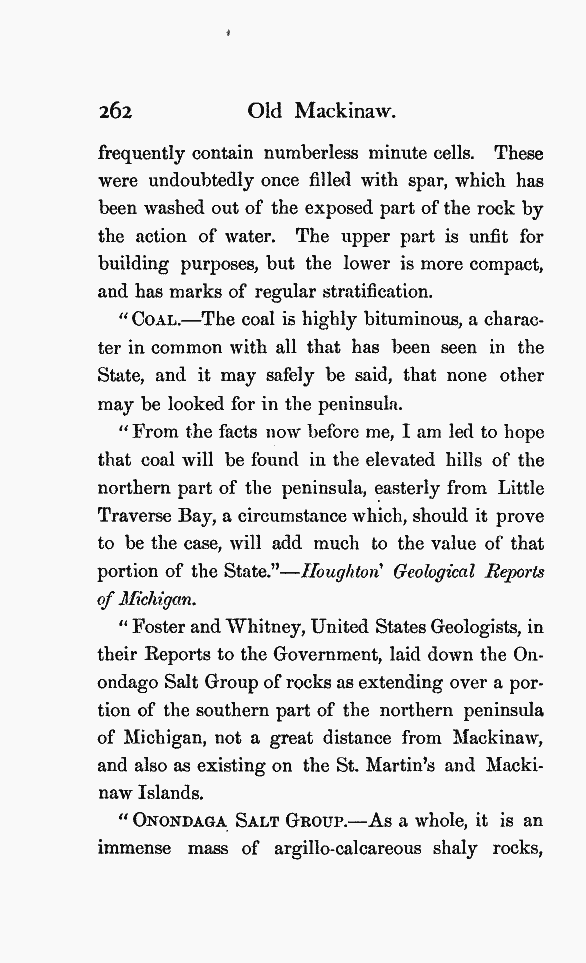 262 Old Mackinaw.
frequently contain numberless minute cells. These
were undoubtedly once filled with spar, which has
been washed out of the exposed part of the rock by
the action of water. The upper part is unfit for
building purposes, but the lower is more compact,
and has marks of regular stratification.
"COAL.—The coal is highly bituminous, a charac-
ter in common with all that has been seen in the
State, and it may safely be said, that none other
may be looked for in the peninsula.
"From the facts now before me, I am led to hope
that coal will be found in the elevated hills of the
northern part of the peninsula, easterly from Little
Traverse Bay, a circumstance which, should it prove
to be the case, will add much to the value of that
portion of the State."—Houghton' Geological Reports
of Michigan.
"Foster and Whitney, United States Geologists, in
their Reports to the Government, laid down the On-
ondago Salt Group of rocks as extending over a por-
tion of the southern part of the northern peninsula
of Michigan, not a great distance from Mackinaw,
and also as existing on the St. Martin's and Macki-
naw Islands.
"ONONDAGA SALT GROUP.—As a whole, it is an
immense mass of argillo-calcareous shaly rocks,